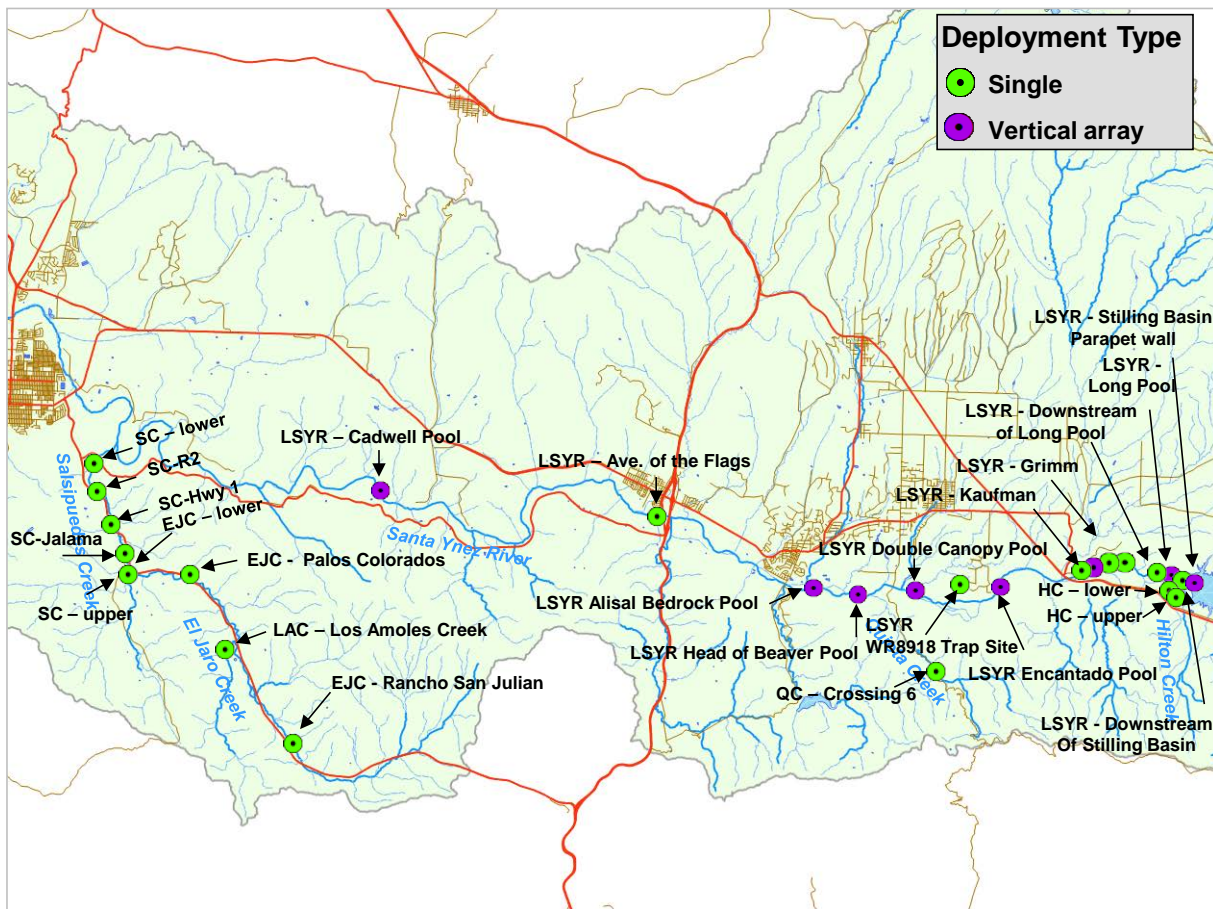 Deployment Type
Single
Vertical array
LSYR - Stilling Basin
Parapet wall
LSYR -
Long Pool
LSYR - Downstream
of Long Pool
LSYR - Grimm
LSYR - Kaufman
SC – lower
SC-R2
SC-Hwy 1
EJC – lower
SC-Jalama
SC – upper
Salsipuedes Creek
LSYR – Cadwell Pool
LSYR – Ave. of the Flags
Santa Ynez River
EJC - Palos Colorados
LAC – Los Amoles Creek
El Jaro Creek
EJC - Rancho San Julian
LSYR Double Canopy Pool
LSYR Alisal Bedrock Pool
LSYR Head of Beaver Pool
LSYR
WR8918 Trap Site
LSYR Encantado Pool
QC – Crossing 6
Creek
HC – lower
HC – upper
Hilton Creek
LSYR - Downstream
Of Stilling Basin